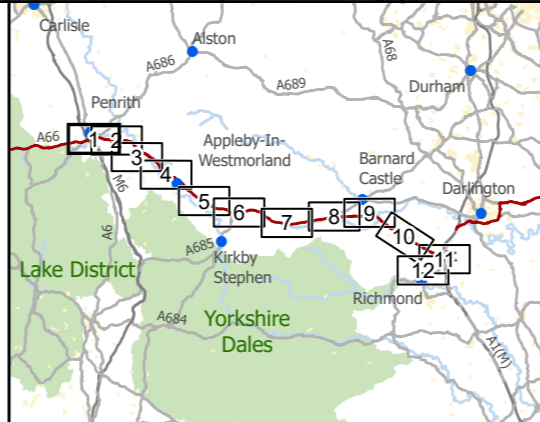 Carlisle
Alston
A686
A68
A689
Durham
Penrith
A66
1
2
3
4
5
6
7
8
9
10
11
12
Appleby-In-
Westmorland
Barnard
Castle
Darlington
M6
A6
A685
Lake District
Kirkby
Stephen
Richmond
A684
Yorkshire
Dales
A1(M)